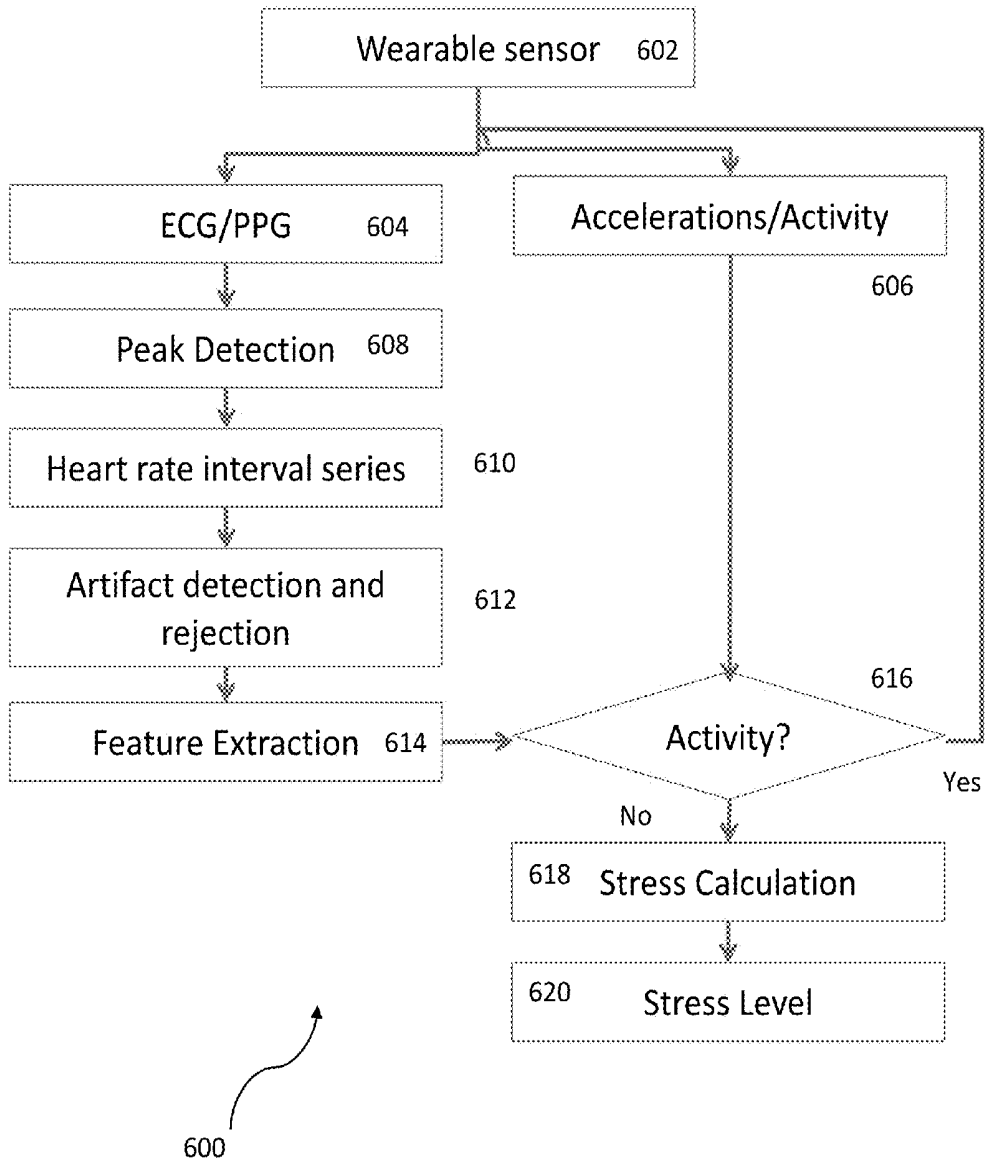 Wearable sensor 602
ECG/PPG 604
Accelerations/Activity
606
Peak Detection 608
Heart rate interval series 610
Artifact detection and
rejection
612
Feature Extraction 614
Activity?
616
Yes
No
618 Stress Calculation
620 Stress Level
600